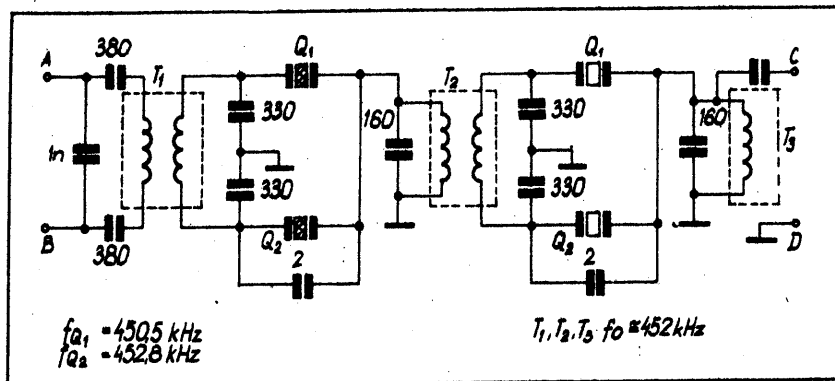 A
380
T1
Q1
Q1
C
330
T2
330
160
160
T3
1n
330
330
Q2
Q2
B
380
2
2
D
fQ1 = 450,5 kHz
fQ2 = 452,8 kHz
T1, T2, T3 fo ≅ 452 kHz